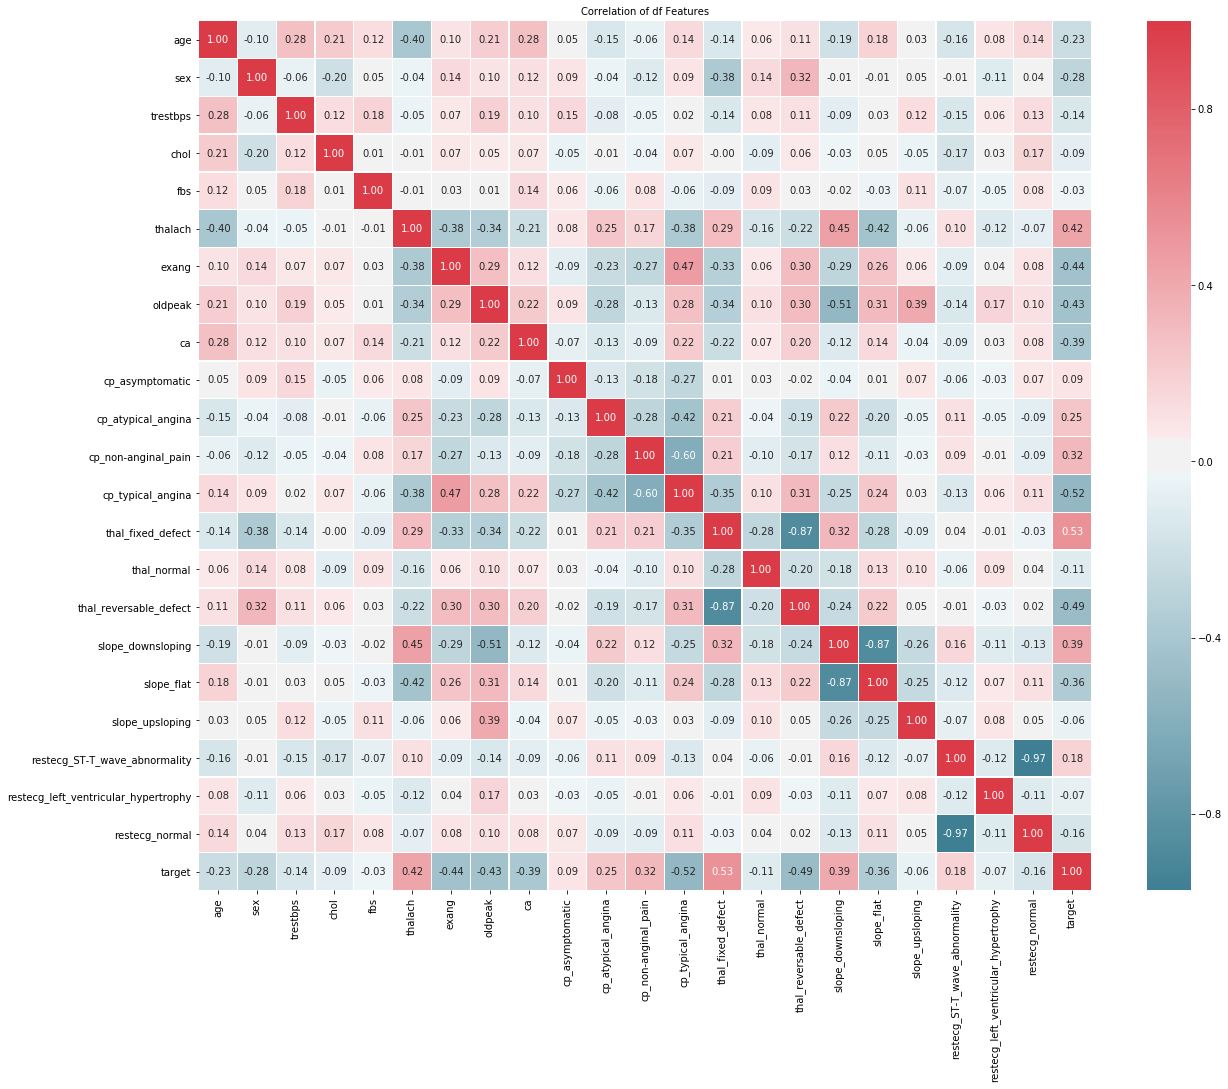 Correlation of df Features
age 1.00 -0.10 0.28 0.21 0.12 -0.40 0.10 0.21 0.28 0.05 -0.15 -0.06 0.14 -0.14 0.06 0.11 -0.19 0.18 0.03 -0.16 0.08 0.14 -0.23
sex -0.10 1.00 -0.06 -0.20 0.05 -0.04 0.14 0.10 0.12 0.09 -0.04 -0.12 0.09 -0.38 0.14 0.32 -0.01 -0.01 0.05 -0.01 -0.11 0.04 -0.28
trestbps 0.28 -0.06 1.00 0.12 0.18 -0.05 0.07 0.19 0.10 0.15 -0.08 -0.05 0.02 -0.14 0.08 0.11 -0.09 0.03 0.12 -0.15 0.06 0.13 -0.14
chol 0.21 -0.20 0.12 1.00 0.01 -0.01 0.07 0.05 0.07 -0.05 -0.01 -0.04 0.07 -0.00 -0.09 0.06 -0.03 0.05 -0.05 -0.17 0.03 0.17 -0.09
fbs 0.12 0.05 0.18 0.01 1.00 -0.01 0.03 0.01 0.14 0.06 -0.06 0.08 -0.06 -0.09 0.09 0.03 -0.02 -0.03 0.11 -0.07 -0.05 0.08 -0.03
thalach -0.40 -0.04 -0.05 -0.01 -0.01 1.00 -0.38 -0.34 -0.21 0.08 0.25 0.17 -0.38 0.29 -0.16 -0.22 0.45 -0.42 -0.06 0.10 -0.12 -0.07 0.42
exang 0.10 0.14 0.07 0.07 0.03 -0.38 1.00 0.29 0.12 -0.09 -0.23 -0.27 0.47 -0.33 0.06 0.30 -0.29 0.26 0.06 -0.09 0.04 0.08 -0.44
oldpeak 0.21 0.10 0.19 0.05 0.01 -0.34 0.29 1.00 0.22 0.09 -0.28 -0.13 0.28 -0.34 0.10 0.30 -0.51 0.31 0.39 -0.14 0.17 0.10 -0.43
ca 0.28 0.12 0.10 0.07 0.14 -0.21 0.12 0.22 1.00 -0.07 -0.13 -0.09 0.22 -0.22 0.07 0.20 -0.12 0.14 -0.04 -0.09 0.03 0.08 -0.39
cp_asymptomatic 0.05 0.09 0.15 -0.05 0.06 0.08 -0.09 0.09 -0.07 1.00 -0.13 -0.18 -0.27 0.01 0.03 -0.02 -0.04 0.01 0.07 -0.06 -0.03 0.07 0.09
cp_atypical_angina -0.15 -0.04 -0.08 -0.01 -0.06 0.25 -0.23 -0.28 -0.13 -0.13 1.00 -0.28 -0.42 0.21 -0.04 -0.19 0.22 -0.20 -0.05 0.11 -0.05 -0.09 0.25
cp_non-anginal_pain -0.06 -0.12 -0.05 -0.04 0.08 0.17 -0.27 -0.13 -0.09 -0.18 -0.28 1.00 -0.60 0.21 -0.10 -0.17 0.12 -0.11 -0.03 0.09 -0.01 -0.09 0.32
cp_typical_angina 0.14 0.09 0.02 0.07 -0.06 -0.38 0.47 0.28 0.22 -0.27 -0.42 -0.60 1.00 -0.35 0.10 0.31 -0.25 0.24 0.03 -0.13 0.06 0.11 -0.52
thal_fixed_defect -0.14 -0.38 -0.14 -0.00 -0.09 0.29 -0.33 -0.34 -0.22 0.01 0.21 0.21 -0.35 1.00 -0.28 -0.87 0.32 -0.28 -0.09 0.04 -0.01 -0.03 0.53
thal_normal 0.06 0.14 0.08 -0.09 0.09 -0.16 0.06 0.10 0.07 0.03 -0.04 -0.10 0.10 -0.28 1.00 -0.20 -0.18 0.13 0.10 -0.06 0.09 0.04 -0.11
thal_reversable_defect 0.11 0.32 0.11 0.06 0.03 -0.22 0.30 0.30 0.20 -0.02 -0.19 -0.17 0.31 -0.87 -0.20 1.00 -0.24 0.22 0.05 -0.01 -0.03 0.02 -0.49
slope_downsloping -0.19 -0.01 -0.09 -0.03 -0.02 0.45 -0.29 -0.51 -0.12 -0.04 0.22 0.12 -0.25 0.32 -0.18 -0.24 1.00 -0.87 -0.26 0.16 -0.11 -0.13 0.39
slope_flat 0.18 -0.01 0.03 0.05 -0.03 -0.42 0.26 0.31 0.14 0.01 -0.20 -0.11 0.24 -0.28 0.13 0.22 -0.87 1.00 -0.25 -0.12 0.07 0.11 -0.36
slope_upsloping 0.03 0.05 0.12 -0.05 0.11 -0.06 0.06 0.39 -0.04 0.07 -0.05 -0.03 0.03 -0.09 0.10 0.05 -0.26 -0.25 1.00 -0.07 0.08 0.05 -0.06
restecg_ST-T_wave_abnormality -0.16 -0.01 -0.15 -0.17 -0.07 0.10 -0.09 -0.14 -0.09 -0.06 0.11 0.09 -0.13 0.04 -0.06 -0.01 0.16 -0.12 -0.07 1.00 -0.12 -0.97 0.18
restecg_left_ventricular_hypertrophy 0.08 -0.11 0.06 0.03 -0.05 -0.12 0.04 0.17 0.03 -0.03 -0.05 -0.01 0.06 -0.01 0.09 -0.03 -0.11 0.07 0.08 -0.12 1.00 -0.11 -0.07
restecg_normal 0.14 0.04 0.13 0.17 0.08 -0.07 0.08 0.10 0.08 0.07 -0.09 -0.09 0.11 -0.03 0.04 0.02 -0.13 0.11 0.05 -0.97 -0.11 1.00 -0.16
target -0.23 -0.28 -0.14 -0.09 -0.03 0.42 -0.44 -0.43 -0.39 0.09 0.25 0.32 -0.52 0.53 -0.11 -0.49 0.39 -0.36 -0.06 0.18 -0.07 -0.16 1.00
age
sex
trestbps
chol
fbs
thalach
exang
oldpeak
ca
cp_asymptomatic
cp_atypical_angina
cp_non-anginal_pain
cp_typical_angina
thal_fixed_defect
thal_normal
thal_reversable_defect
slope_downsloping
slope_flat
slope_upsloping
restecg_ST-T_wave_abnormality
restecg_left_ventricular_hypertrophy
restecg_normal
target
0.8
0.4
0.0
−0.4
−0.8